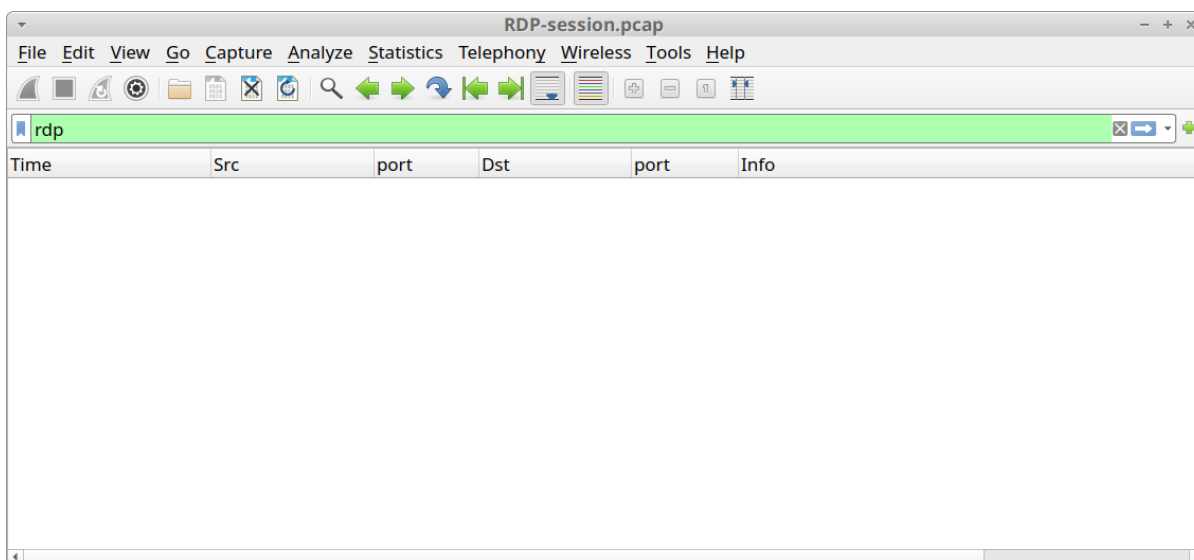 RDP-session.pcap
File Edit View Go Capture Analyze Statistics Telephony Wireless Tools Help
rdp
Time Src port Dst port Info